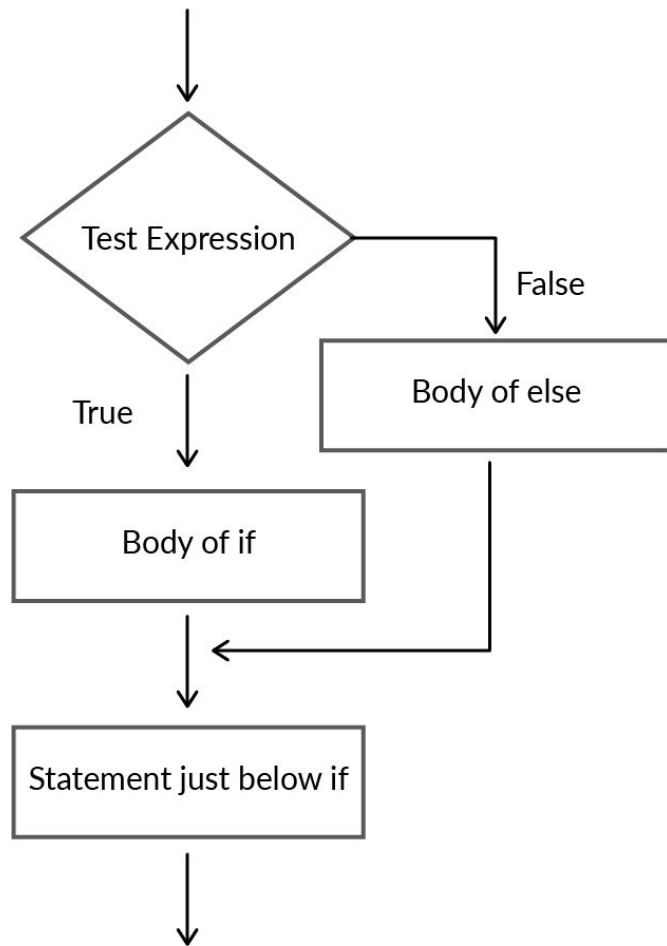 Test Expression
False
Body of else
True
Body of if
Statement just below if